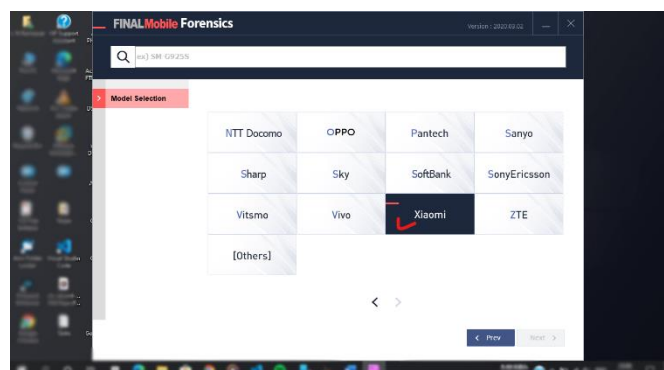 FINALMobile Forensics
Version : 2020.03.02
ex) SM-G925S
Model Selection
NTT Docomo
OPPO
Pantech
Sanyo
Sharp
Sky
SoftBank
SonyEricsson
Vitsmo
Vivo
Xiaomi
ZTE
[Others]
< >
< Prev
Next >